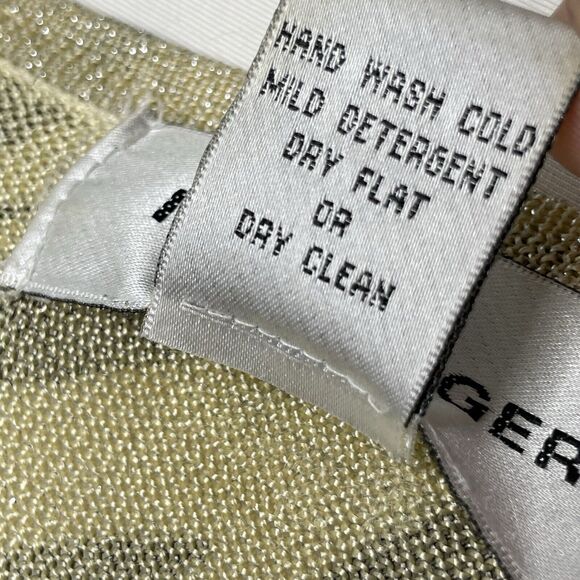 HAND WASH COLD
MILD DETERGENT
DRY FLAT
OR
DRY CLEAN
GER